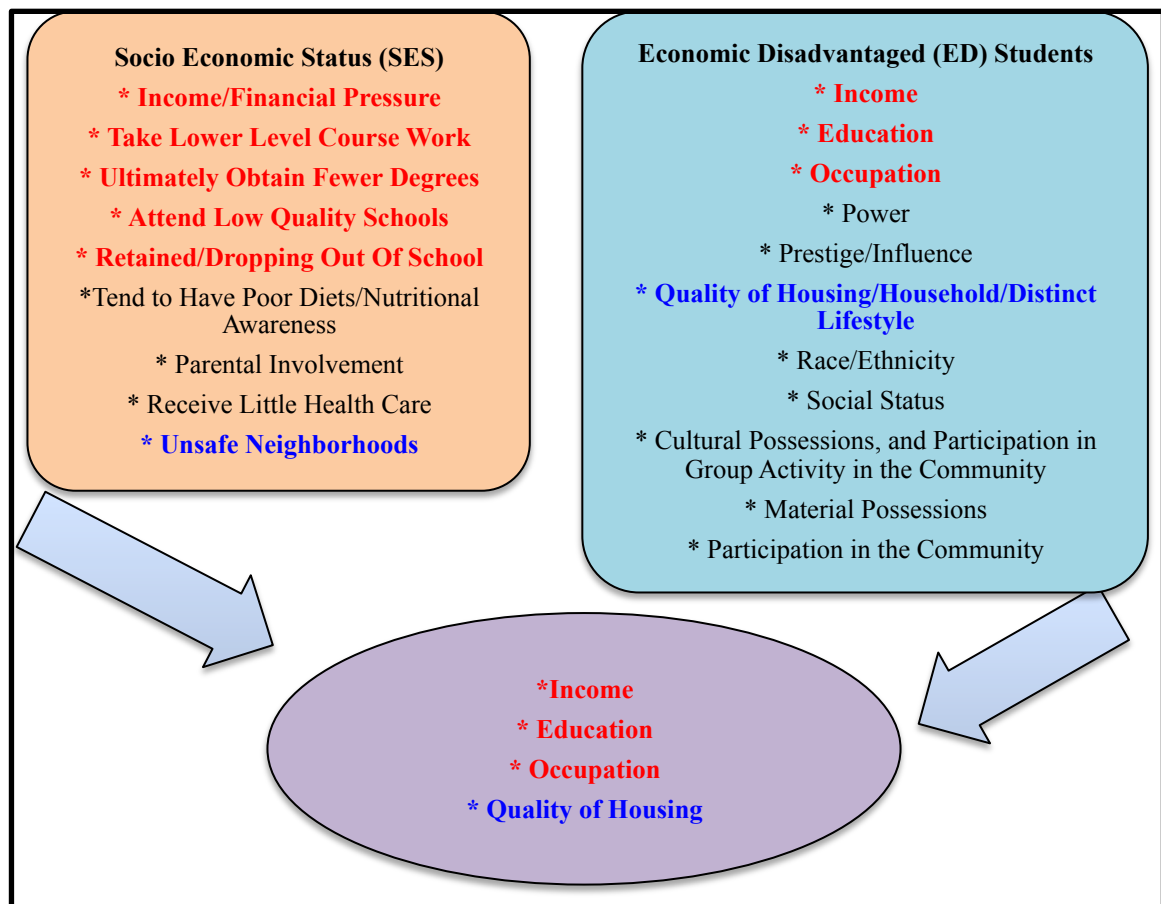 Socio Economic Status (SES)
* Income/Financial Pressure
* Take Lower Level Course Work
* Ultimately Obtain Fewer Degrees
* Attend Low Quality Schools
* Retained/Dropping Out Of School
*Tend to Have Poor Diets/Nutritional
Awareness
* Parental Involvement
* Receive Little Health Care
* Unsafe Neighborhoods
Economic Disadvantaged (ED) Students
* Income
* Education
* Occupation
* Power
* Prestige/Influence
* Quality of Housing/Household/Distinct
Lifestyle
* Race/Ethnicity
* Social Status
* Cultural Possessions, and Participation in
Group Activity in the Community
* Material Possessions
* Participation in the Community
*Income
* Education
* Occupation
* Quality of Housing